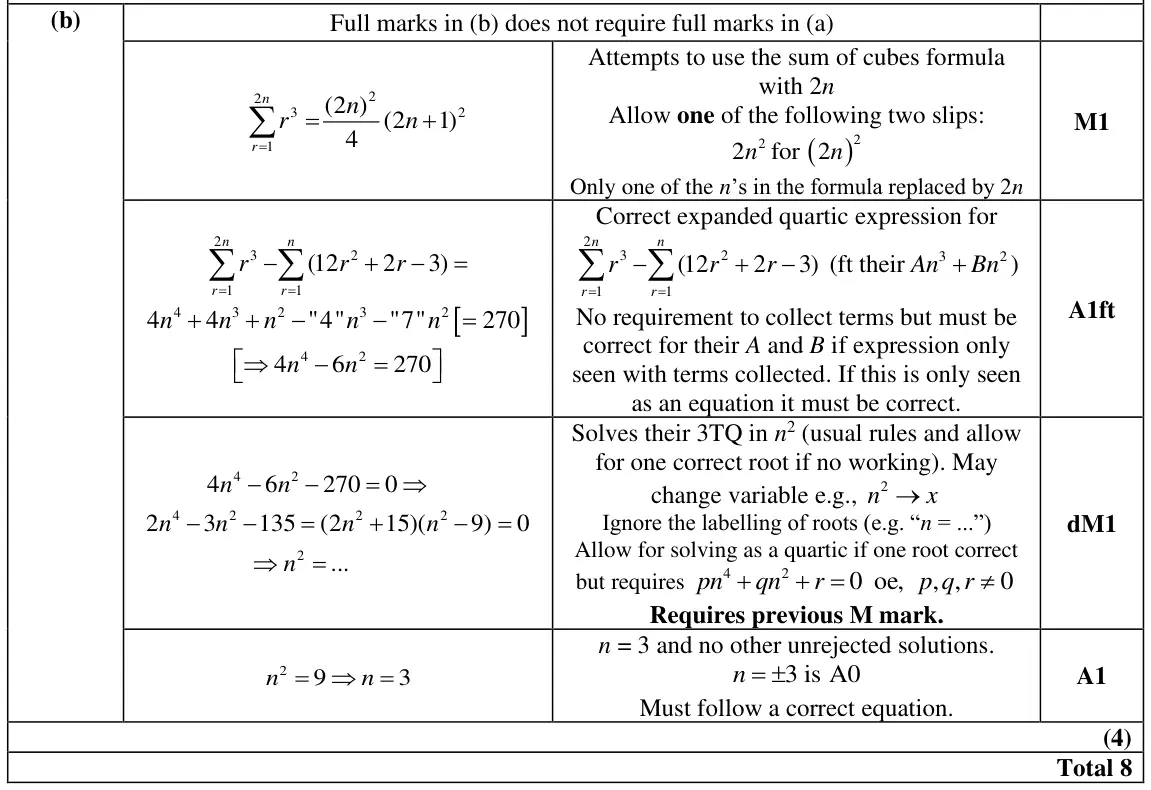 (b)
Full marks in (b) does not require full marks in (a)
$\sum_{r=1}^{2n} r^3 = \frac{(2n)^2}{4}(2n+1)^2$
Attempts to use the sum of cubes formula
with 2n
Allow one of the following two slips:
$2n^2$ for $(2n)^2$
Only one of the n's in the formula replaced by 2n
M1
$\sum_{r=1}^{2n} r^3 - \sum_{r=1}^{n} (12r^2 + 2r - 3) =$
$4n^4 + 4n^3 + n^2 - "4"n^3 - "7"n^2 [= 270]$
$[\Rightarrow 4n^4 - 6n^2 = 270]$
Correct expanded quartic expression for
$\sum_{r=1}^{2n} r^3 - \sum_{r=1}^{n} (12r^2 + 2r - 3)$ (ft their $An^3 + Bn^2$)
No requirement to collect terms but must be
correct for their A and B if expression only
seen with terms collected. If this is only seen
as an equation it must be correct.
A1ft
$4n^4 - 6n^2 - 270 = 0 \Rightarrow$
$2n^4 - 3n^2 - 135 = (2n^2 + 15)(n^2 - 9) = 0$
$\Rightarrow n^2 = ...$
Solves their 3TQ in $n^2$ (usual rules and allow
for one correct root if no working). May
change variable e.g., $n^2 \rightarrow x$
Ignore the labelling of roots (e.g. “n = ...”)
Allow for solving as a quartic if one root correct
but requires $pn^4 + qn^2 + r = 0$ oe, $p, q, r \neq 0$
Requires previous M mark.
dM1
$n^2 = 9 \Rightarrow n = 3$
n = 3 and no other unrejected solutions.
$n = \pm 3$ is A0
Must follow a correct equation.
A1
(4)
Total 8